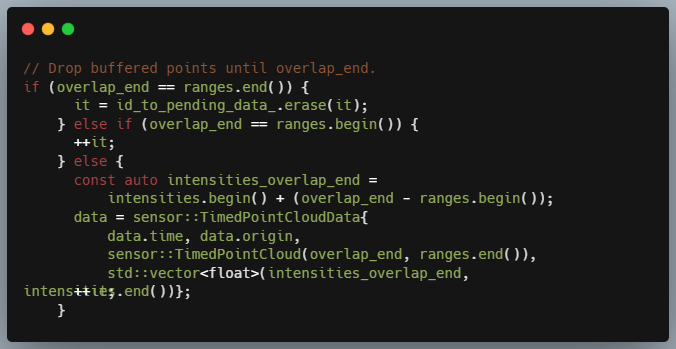 // Drop buffered points until overlap_end.
if (overlap_end == ranges.end()) {
      it = id_to_pending_data_.erase(it);
    } else if (overlap_end == ranges.begin()) {
      ++it;
    } else {
      const auto intensities_overlap_end =
          intensities.begin() + (overlap_end - ranges.begin());
      data = sensor::TimedPointCloudData{
          data.time, data.origin,
          sensor::TimedPointCloud(overlap_end, ranges.end()),
          std::vector<float>(intensities_overlap_end,
intensities.end())};
      ++it;
    }